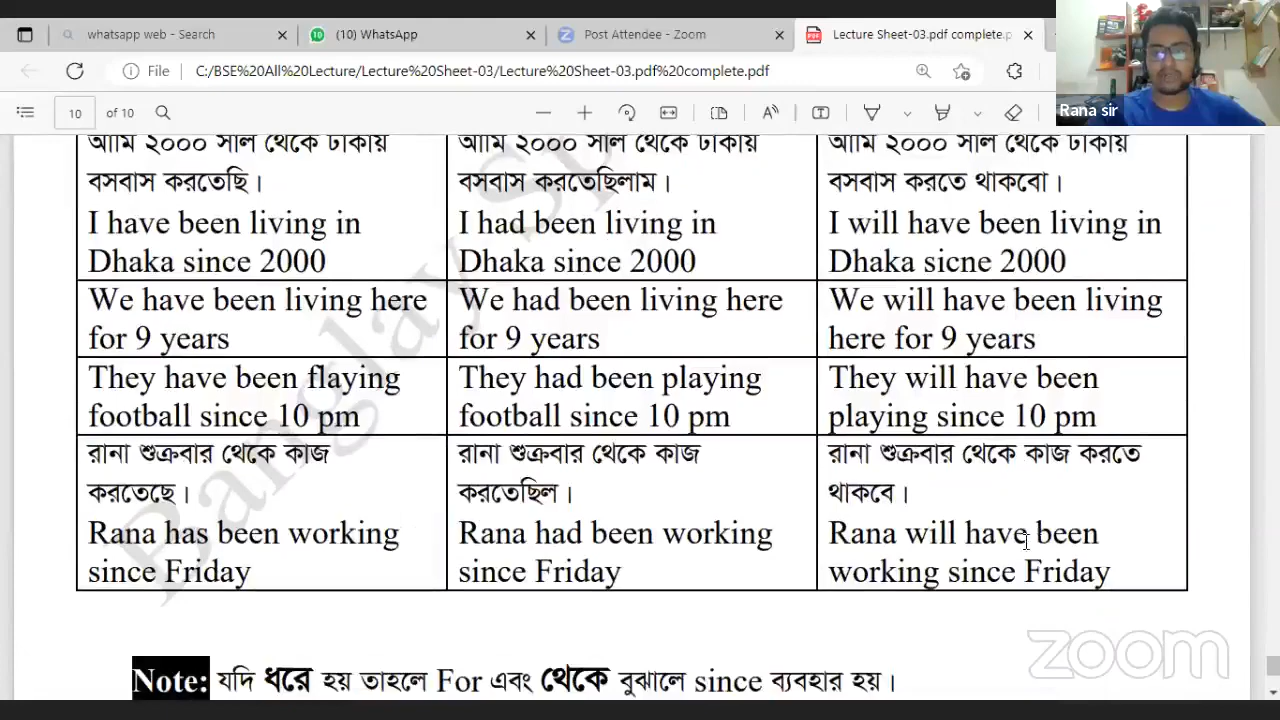 whatsapp web - Search
(10) WhatsApp
Post Attendee - Zoom
Lecture Sheet-03.pdf complete.p
File
C:/BSE%20All%20Lecture/Lecture%20Sheet-03/Lecture%20Sheet-03.pdf%20complete.pdf
10 of 10
Rana sir
আমি ২০০০ সাল থেকে ঢাকায়
বসবাস করতেছি।
I have been living in
Dhaka since 2000
আমি ২০০০ সাল থেকে ঢাকায়
বসবাস করতেছিলাম।
I had been living in
Dhaka since 2000
আমি ২০০০ সাল থেকে ঢাকায়
বসবাস করতে থাকবো।
I will have been living in
Dhaka sicne 2000
We have been living here
for 9 years
We had been living here
for 9 years
We will have been living
here for 9 years
They have been flaying
football since 10 pm
They had been playing
football since 10 pm
They will have been
playing since 10 pm
রানা শুক্রবার থেকে কাজ
করতেছে।
Rana has been working
since Friday
রানা শুক্রবার থেকে কাজ
করতেছিল।
Rana had been working
since Friday
রানা শুক্রবার থেকে কাজ করতে
থাকবে।
Rana will have been
working since Friday
zoom
Note: যদি ধরে হয় তাহলে For এবং থেকে বুঝালে since ব্যবহার হয়।